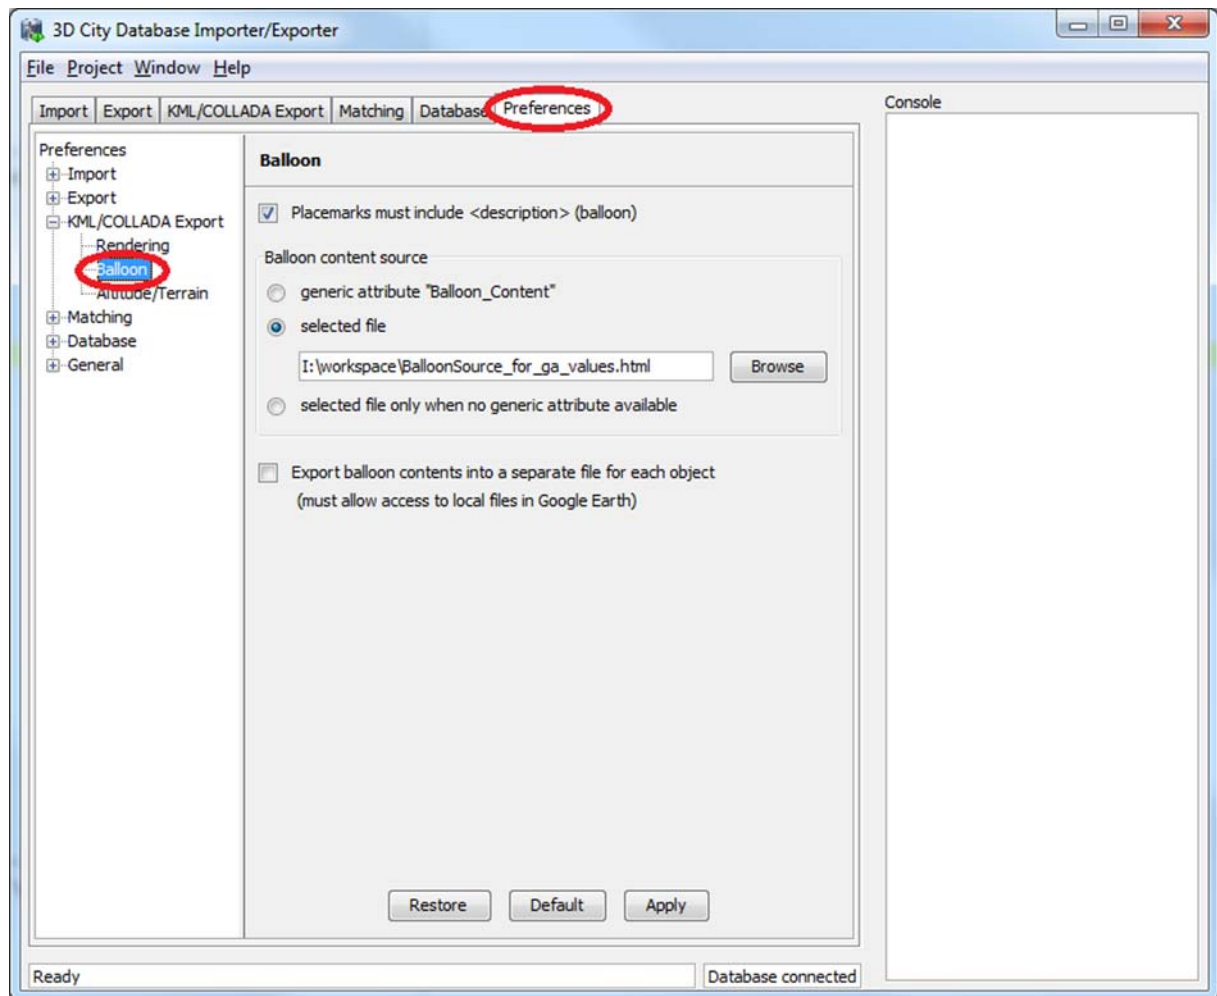 3D City Database Importer/Exporter
File Project Window Help
Import Export KML/COLLADA Export Matching Database Preferences
Console
Preferences
Import
Export
KML/COLLADA Export
Rendering
Balloon
Altitude/Terrain
Matching
Database
General
Balloon
Placemarks must include <description> (balloon)
Balloon content source
generic attribute "Balloon_Content"
selected file
I:\workspace\BalloonSource_for_ga_values.html Browse
selected file only when no generic attribute available
Export balloon contents into a separate file for each object
(must allow access to local files in Google Earth)
Restore Default Apply
Ready Database connected